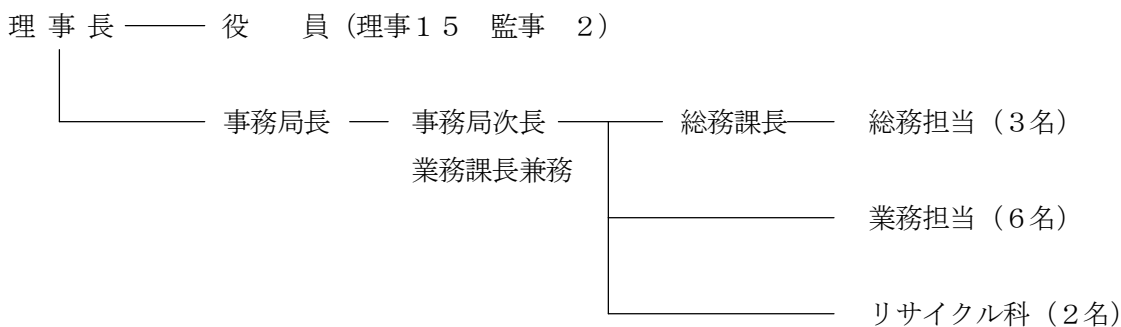 理 事 長 役 員（理事１５ 監事 ２）
事務局長 事務局次長 総務課長 総務担当（３名）
業務課長兼務
業務担当（６名）
リサイクル科（２名）